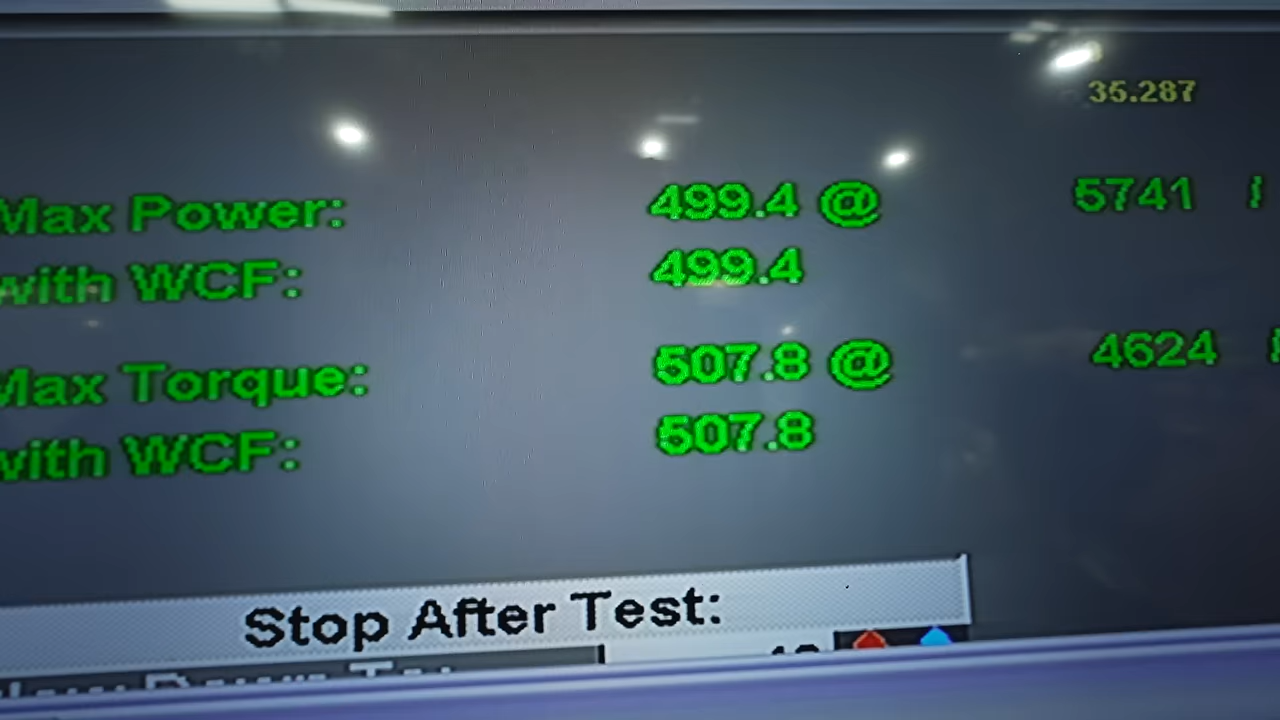 35.287
Max Power: 499.4 @ 5741
with WCF: 499.4
Max Torque: 507.8 @ 4624
with WCF: 507.8
Stop After Test: